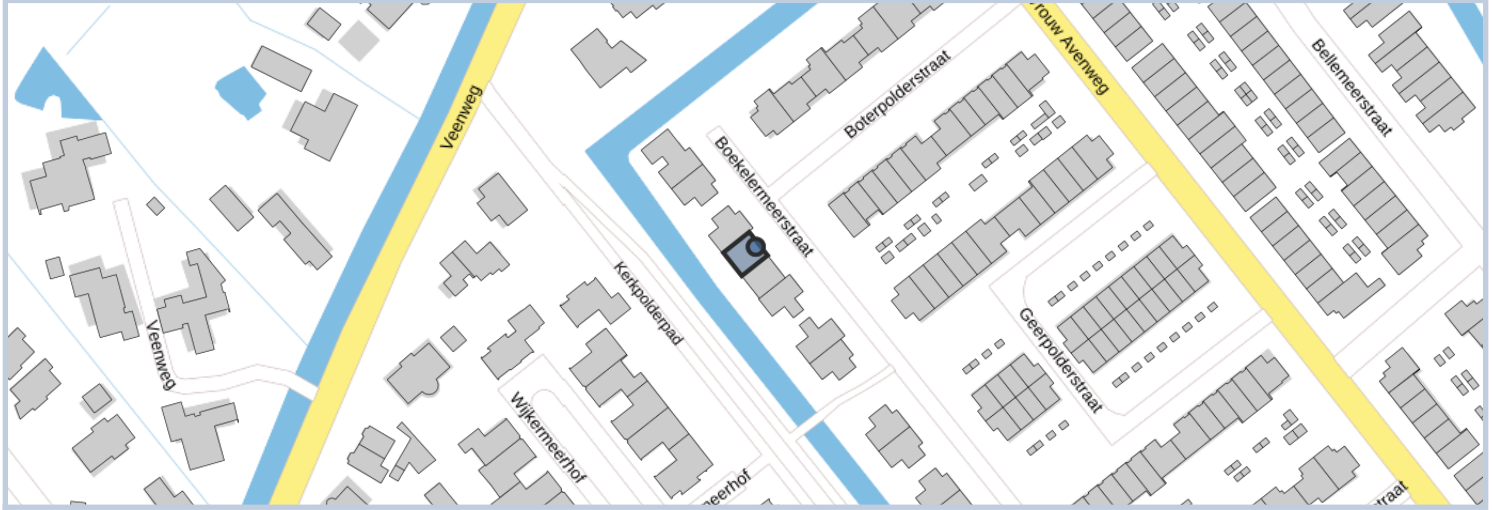 rouw Avenweg
Bellemeerstraat
Veenweg
Boterpolderstraat
Boekelermeerstraat
Kerkpolderpad
Geerpolderstraat
Veenweg
Wijkermeerhof
meerhof
straat